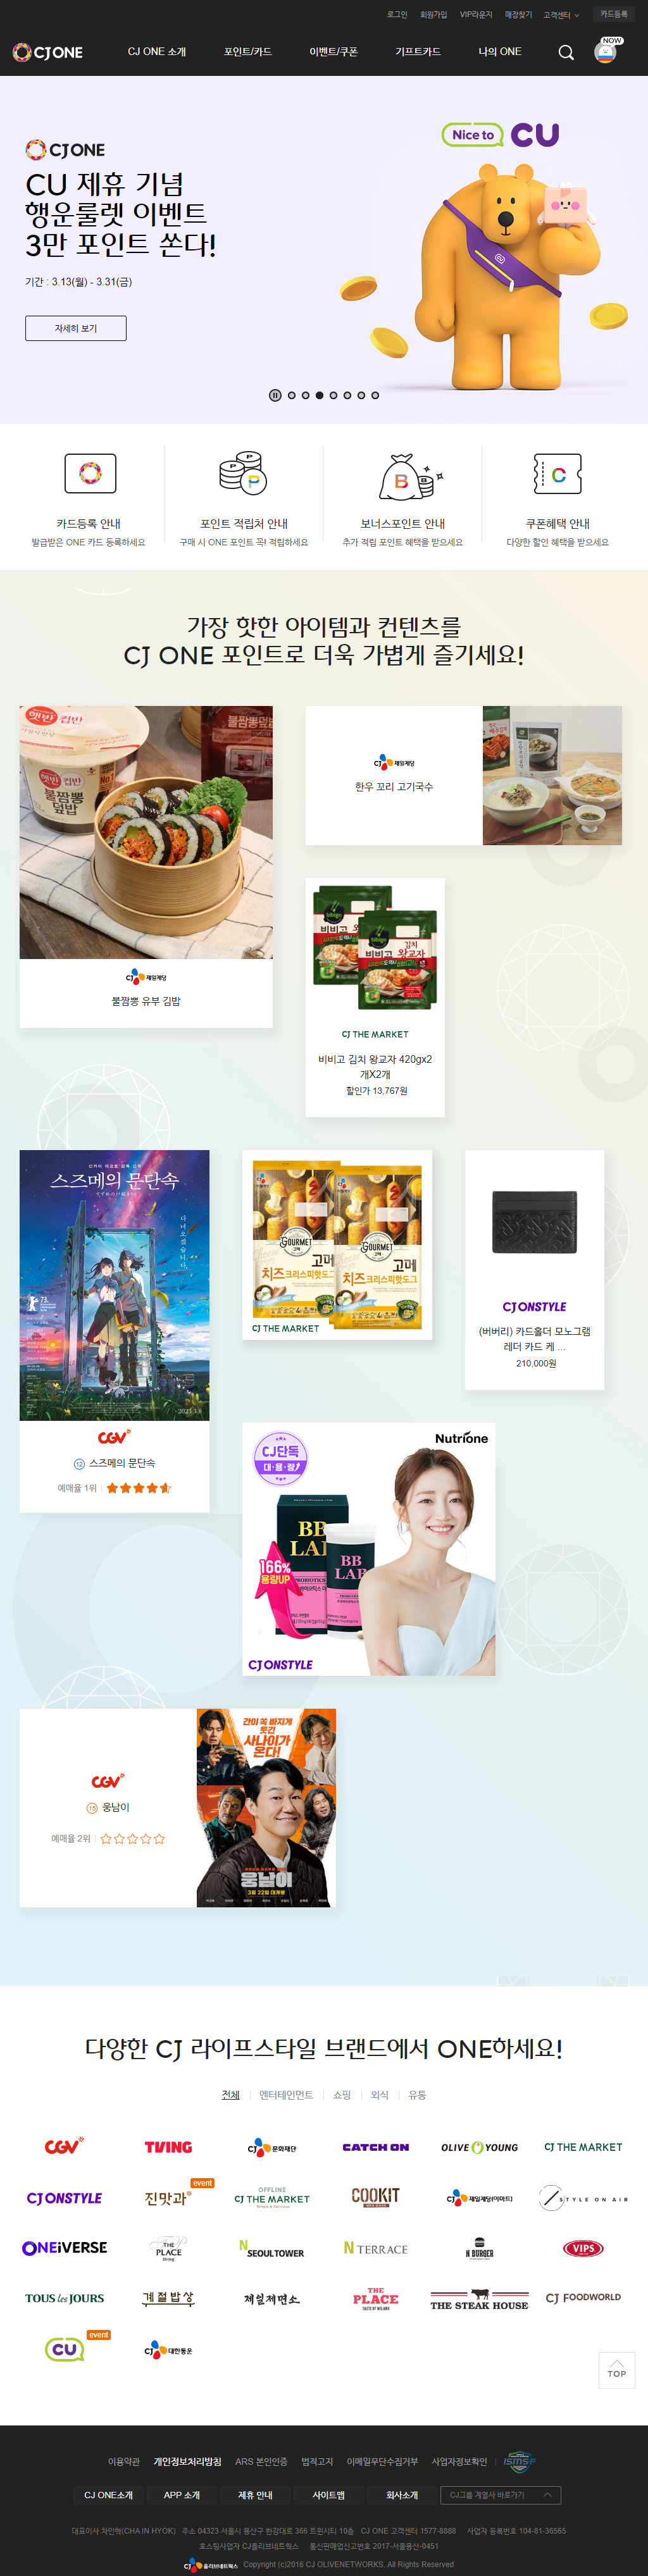 로그인 회원가입 VIP라운지 매장찾기 고객센터 카드등록
CJ ONE CJ ONE 소개 포인트/카드 이벤트/쿠폰 기프트카드 나의 ONE NOW
Nice to CU
CJ ONE
CU 제휴 기념
행운룰렛 이벤트
3만 포인트 쏜다!
기간 : 3.13(월) - 3.31(금)
자세히 보기
카드등록 안내 포인트 적립처 안내 보너스포인트 안내 쿠폰혜택 안내
발급받은 ONE 카드 등록하세요 구매 시 ONE 포인트 꼭! 적립하세요 추가 적립 포인트 혜택을 받으세요 다양한 할인 혜택을 받으세요
가장 핫한 아이템과 컨텐츠를
CJ ONE 포인트로 더욱 가볍게 즐기세요!
햇반 컵반
불짬뽕
덮밥
CJ 제일제당
불짬뽕 유부 김밥
CJ 제일제당
한우 꼬리 고기국수
bibigo
비비고
김치
왕교자
CJ THE MARKET
비비고 김치 왕교자 420gx2
개X2개
할인가 13,767원
스즈메의 문단속
다녀오겠습니다.
73.
CGV
12 스즈메의 문단속
예매율 1위
GOURMET
고메
치즈크리스피핫도그
CJ THE MARKET
CJ ONSTYLE
(버버리) 카드홀더 모노그램
레더 카드 케 ...
210,000원
CJ단독
대·용·량!
Nutrione
BB
LAB
166%
용량UP
CJ ONSTYLE
CGV
15 웅남이
예매율 2위
간이 쏙 빠지게
웃긴
사나이가
온다!
웅남이
3월 22일 대개봉
다양한 CJ 라이프스타일 브랜드에서 ONE하세요!
전체 엔터테인먼트 쇼핑 외식 유통
CGV TVING CJ 문화재단 CATCH ON OLIVE YOUNG CJ THE MARKET
CJ ONSTYLE 진맛과 event OFFLINE CJ THE MARKET COOKIT CJ 제일제당(이마트) STYLE ON AIR
ONEiVERSE THE PLACE Dining N SEOULTOWER N TERRACE N BURGER VIPS
TOUS les JOURS 계절밥상 제일제면소 THE PLACE TASTE OF MILANO THE STEAK HOUSE CJ FOODWORLD
CU event CJ 대한통운
TOP
이용약관 개인정보처리방침 ARS 본인인증 법적고지 이메일무단수집거부 사업자정보확인 ISMS-P
CJ ONE소개 APP 소개 제휴 안내 사이트맵 회사소개 CJ그룹 계열사 바로가기
대표이사 차인혁(CHA IN HYOK) 주소 04323 서울시 용산구 한강대로 366 트윈시티 10층 CJ ONE 고객센터 1577-8888 사업자 등록번호 104-81-36565
호스팅사업자 CJ올리브네트웍스 통신판매업신고번호 2017-서울용산-0451
CJ 올리브네트웍스 Copyright (c)2016 CJ OLIVENETWORKS. All Rights Reserved